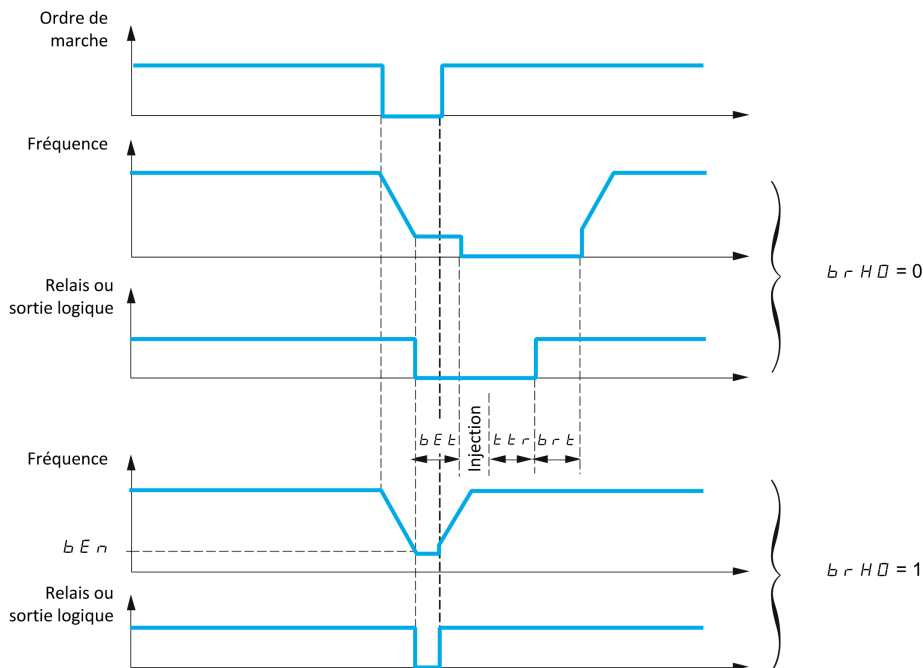 Ordre de
marche
Fréquence
brH0 = 0
Relais ou
sortie logique
bEt
Injection
ttr
brt
Fréquence
bEn
brH0 = 1
Relais ou
sortie logique